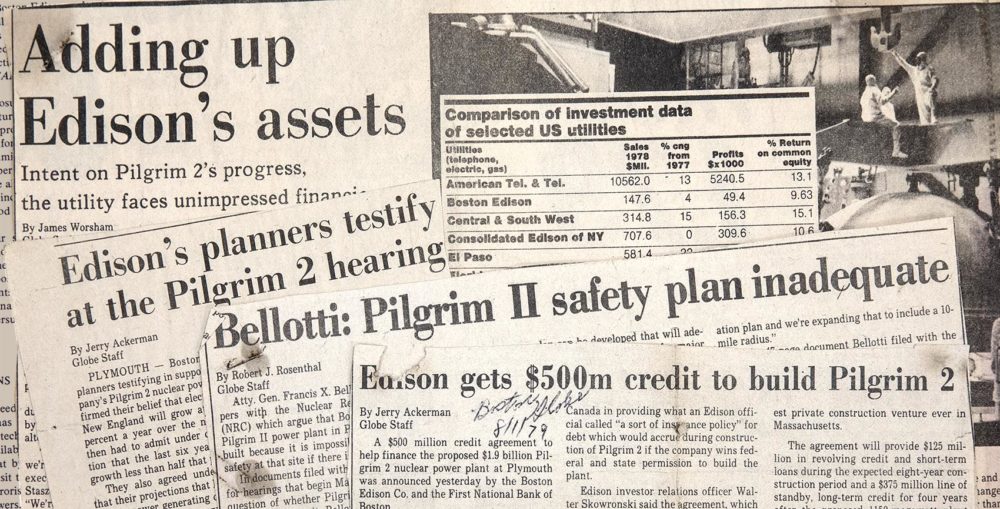 Adding up
Edison's assets
Intent on Pilgrim 2's progress,
the utility faces unimpressed
By James Worsham
Comparison of investment data
of selected US utilities
Utilities (telephone, electric, gas) Sales 1978 $MIL. % cng from 1977 Profits $x1000 % Return on common equity
American Tel. & Tel. 10562.0 13 5240.5 13.1
Boston Edison 147.6 4 49.4 9.63
Central & South West 314.8 15 156.3 15.1
Consolidated Edison of NY 707.6 0 309.6 10.6
El Paso 581.4
Edison's planners testify
at the Pilgrim 2 hearing
By Jerry Ackerman
Globe Staff
PLYMOUTH — Boston
planners testifying in
pany's Pilgrim 2 nuclear
firmed their belief that
New England will grow
percent a year over the
then had to admit under
tion that the last six
growth less than half that
They also agreed
that their projections that
Bellotti: Pilgrim II safety plan inadequate
By Robert J. Rosenthal
Globe Staff
Atty. Gen. Francis X.
pers with the Nuclear
(NRC) which argue that
Pilgrim II power plant in
built because it is
safety at that site if there
In documents filed with
for hearings that begin
question of whether
be developed that will ade-
ation plan and we're expanding to include a 10-
mile radius."
document Bellotti filed with the
Edison gets $500m credit to build Pilgrim 2
Boston Globe
8/11/79
By Jerry Ackerman
Globe Staff
A $500 million credit agreement to
help finance the proposed $1.9 billion Pil-
grim 2 nuclear power plant at Plymouth
was announced yesterday by the Boston
Edison Co. and the First National Bank of
Boston.
Canada in providing what an Edison offi-
cial called "a sort of insurance policy" for
debt which would accrue during construc-
tion of Pilgrim 2 if the company wins fed-
eral and state permission to build the
plant.
Edison investor relations officer Wal-
ter Skowronski said the agreement, which
est private construction venture ever in
Massachusetts.
The agreement will provide $125 mil-
lion in revolving credit and short-term
loans during the expected eight-year con-
struction period and a $375 million line of
standby, long-term credit for four years